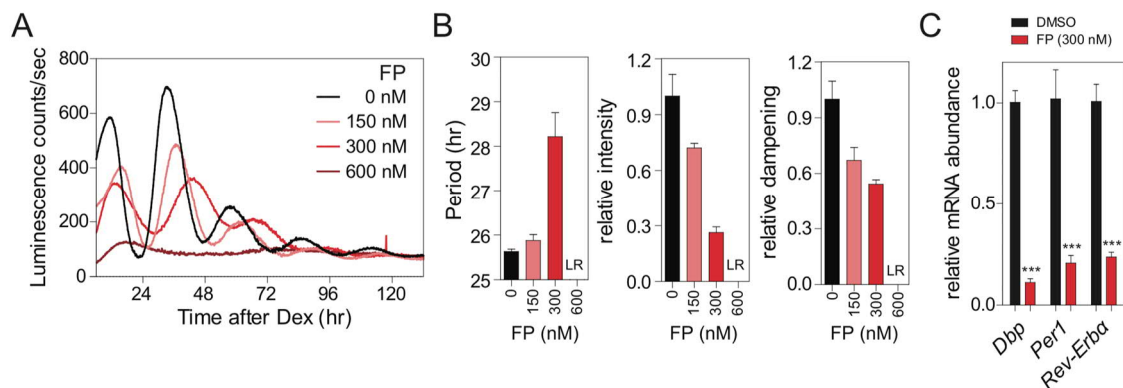 A
Luminescence counts/sec
800
600
400
200
0
24
48
72
96
120
Time after Dex (hr)
FP
0 nM
150 nM
300 nM
600 nM
B
Period (hr)
30
29
28
27
26
25
LR
0
150
300
600
FP (nM)
relative intensity
1.2
0.9
0.6
0.3
0.0
LR
0
150
300
600
FP (nM)
relative dampening
1.2
0.9
0.6
0.3
0.0
LR
0
150
300
600
FP (nM)
C
DMSO
FP (300 nM)
relative mRNA abundance
1.0
0.5
0.0
***
***
***
Dbp
Per1
Rev-Erbα